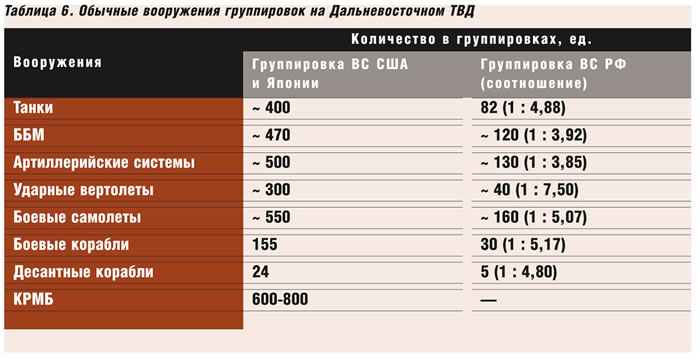 Таблица 6. Обычные вооружения группировок на Дальневосточном ТВД
Количество в группировках, ед.
Вооружения
Группировка ВС США
и Японии
Группировка ВС РФ
(соотношение)
Танки ~ 400 82 (1 : 4,88)
ББМ ~ 470 ~ 120 (1 : 3,92)
Артиллерийские системы ~ 500 ~ 130 (1 : 3,85)
Ударные вертолеты ~ 300 ~ 40 (1 : 7,50)
Боевые самолеты ~ 550 ~ 160 (1 : 5,07)
Боевые корабли 155 30 (1 : 5,17)
Десантные корабли 24 5 (1 : 4,80)
КРМБ 600-800 —